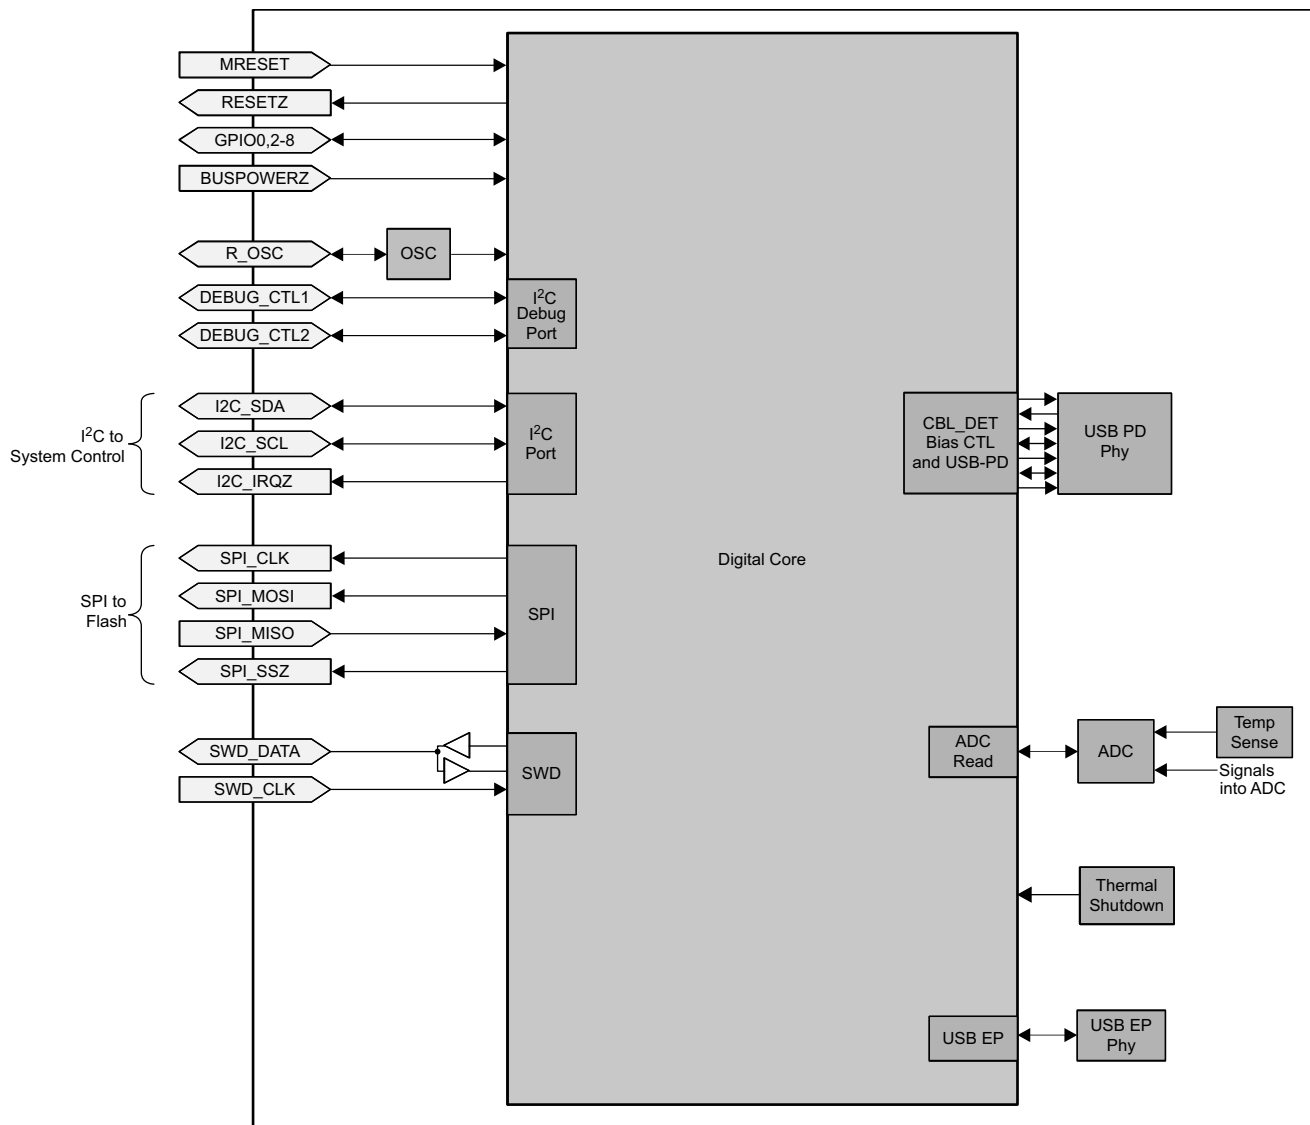 MRESET
RESETZ
GPIO0,2-8
BUSPOWERZ
R_OSC
OSC
DEBUG_CTL1
DEBUG_CTL2
I²C
Debug
Port
I²C to
System Control
I2C_SDA
I2C_SCL
I2C_IRQZ
I²C
Port
CBL_DET
Bias CTL
and USB-PD
USB PD
Phy
Digital Core
SPI to
Flash
SPI_CLK
SPI_MOSI
SPI_MISO
SPI_SSZ
SPI
SWD_DATA
SWD_CLK
SWD
ADC
Read
ADC
Temp
Sense
Signals
into ADC
Thermal
Shutdown
USB EP
USB EP
Phy